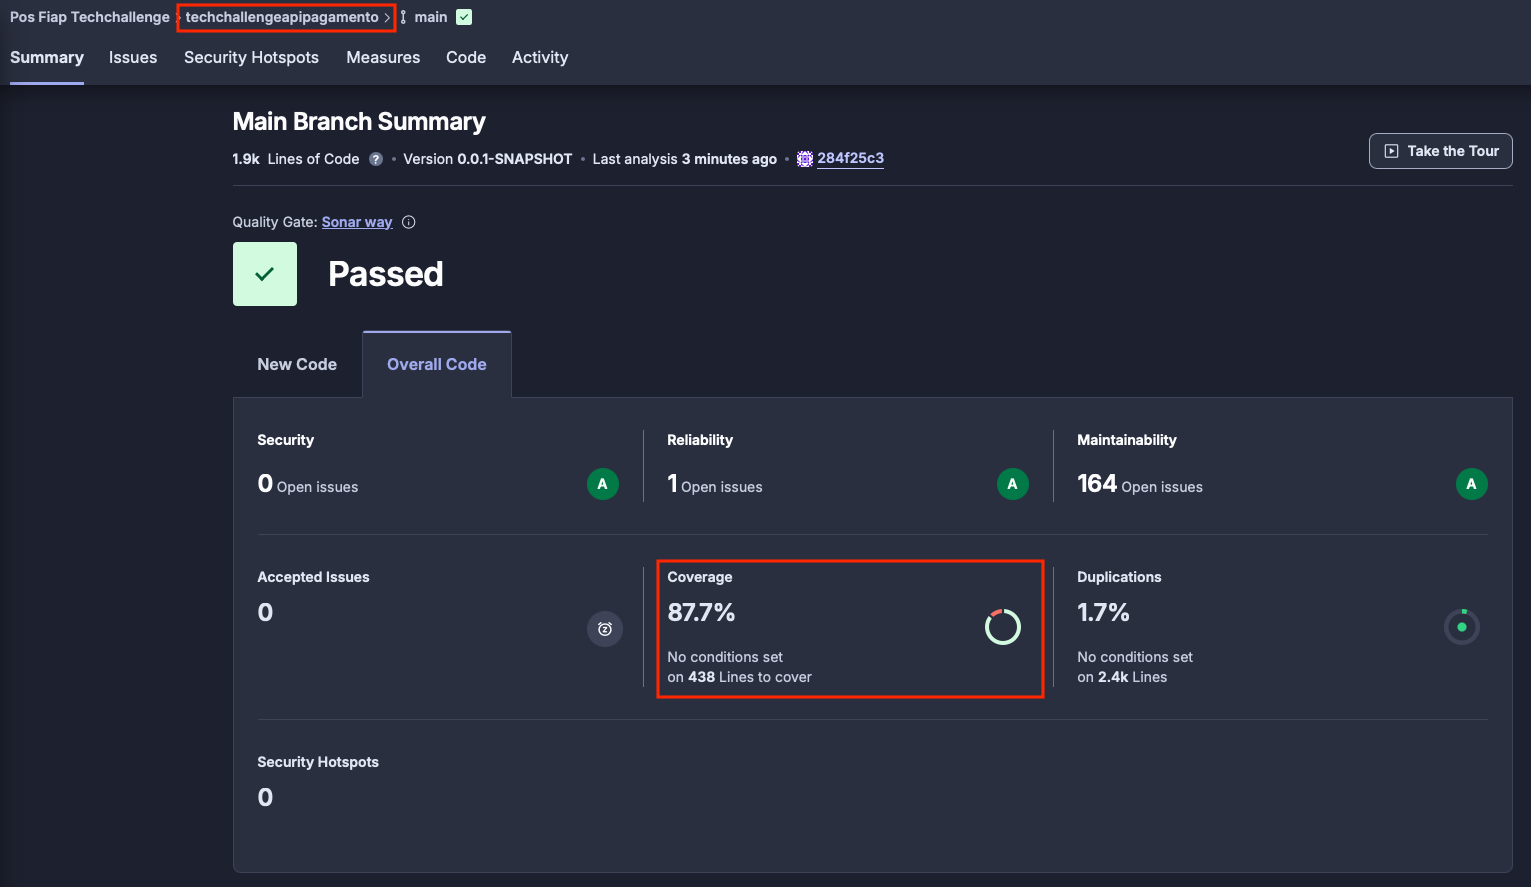 Pos Fiap Techchallenge > techchallengeapipagamento > main
Summary Issues Security Hotspots Measures Code Activity
Main Branch Summary
1.9k Lines of Code ? • Version 0.0.1-SNAPSHOT • Last analysis 3 minutes ago • 284f25c3
Take the Tour
Quality Gate: Sonar way
Passed
New Code Overall Code
Security
0 Open issues A
Reliability
1 Open issues A
Maintainability
164 Open issues A
Accepted Issues
0
Coverage
87.7%
No conditions set
on 438 Lines to cover
Duplications
1.7%
No conditions set
on 2.4k Lines
Security Hotspots
0